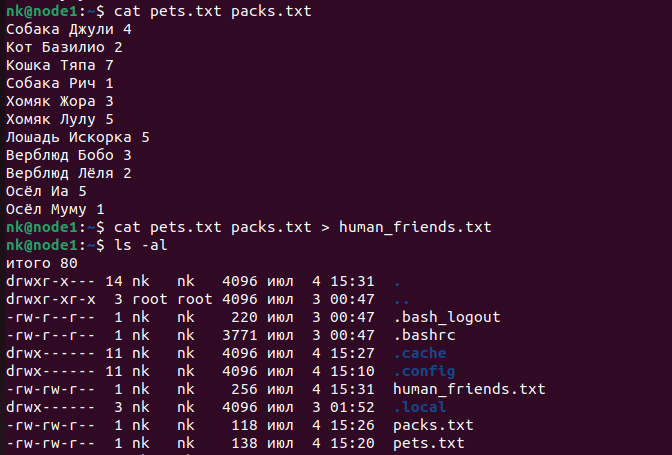 nk@node1:~$ cat pets.txt packs.txt
Собака Джули 4
Кот Базилио 2
Кошка Тяпа 7
Собака Рич 1
Хомяк Жора 3
Хомяк Лулу 5
Лошадь Искорка 5
Верблюд Бобо 3
Верблюд Лёля 2
Осёл Иа 5
Осёл Муму 1
nk@node1:~$ cat pets.txt packs.txt > human_friends.txt
nk@node1:~$ ls -al
итого 80
drwxr-x--- 14 nk   nk   4096 июл  4 15:31 .
drwxr-xr-x  3 root root 4096 июл  3 00:47 ..
-rw-r--r--  1 nk   nk    220 июл  3 00:47 .bash_logout
-rw-r--r--  1 nk   nk   3771 июл  3 00:47 .bashrc
drwx------ 11 nk   nk   4096 июл  4 15:27 .cache
drwx------ 11 nk   nk   4096 июл  4 15:10 .config
-rw-rw-r--  1 nk   nk    256 июл  4 15:31 human_friends.txt
drwx------  3 nk   nk   4096 июл  3 01:52 .local
-rw-rw-r--  1 nk   nk    118 июл  4 15:26 packs.txt
-rw-rw-r--  1 nk   nk    138 июл  4 15:20 pets.txt